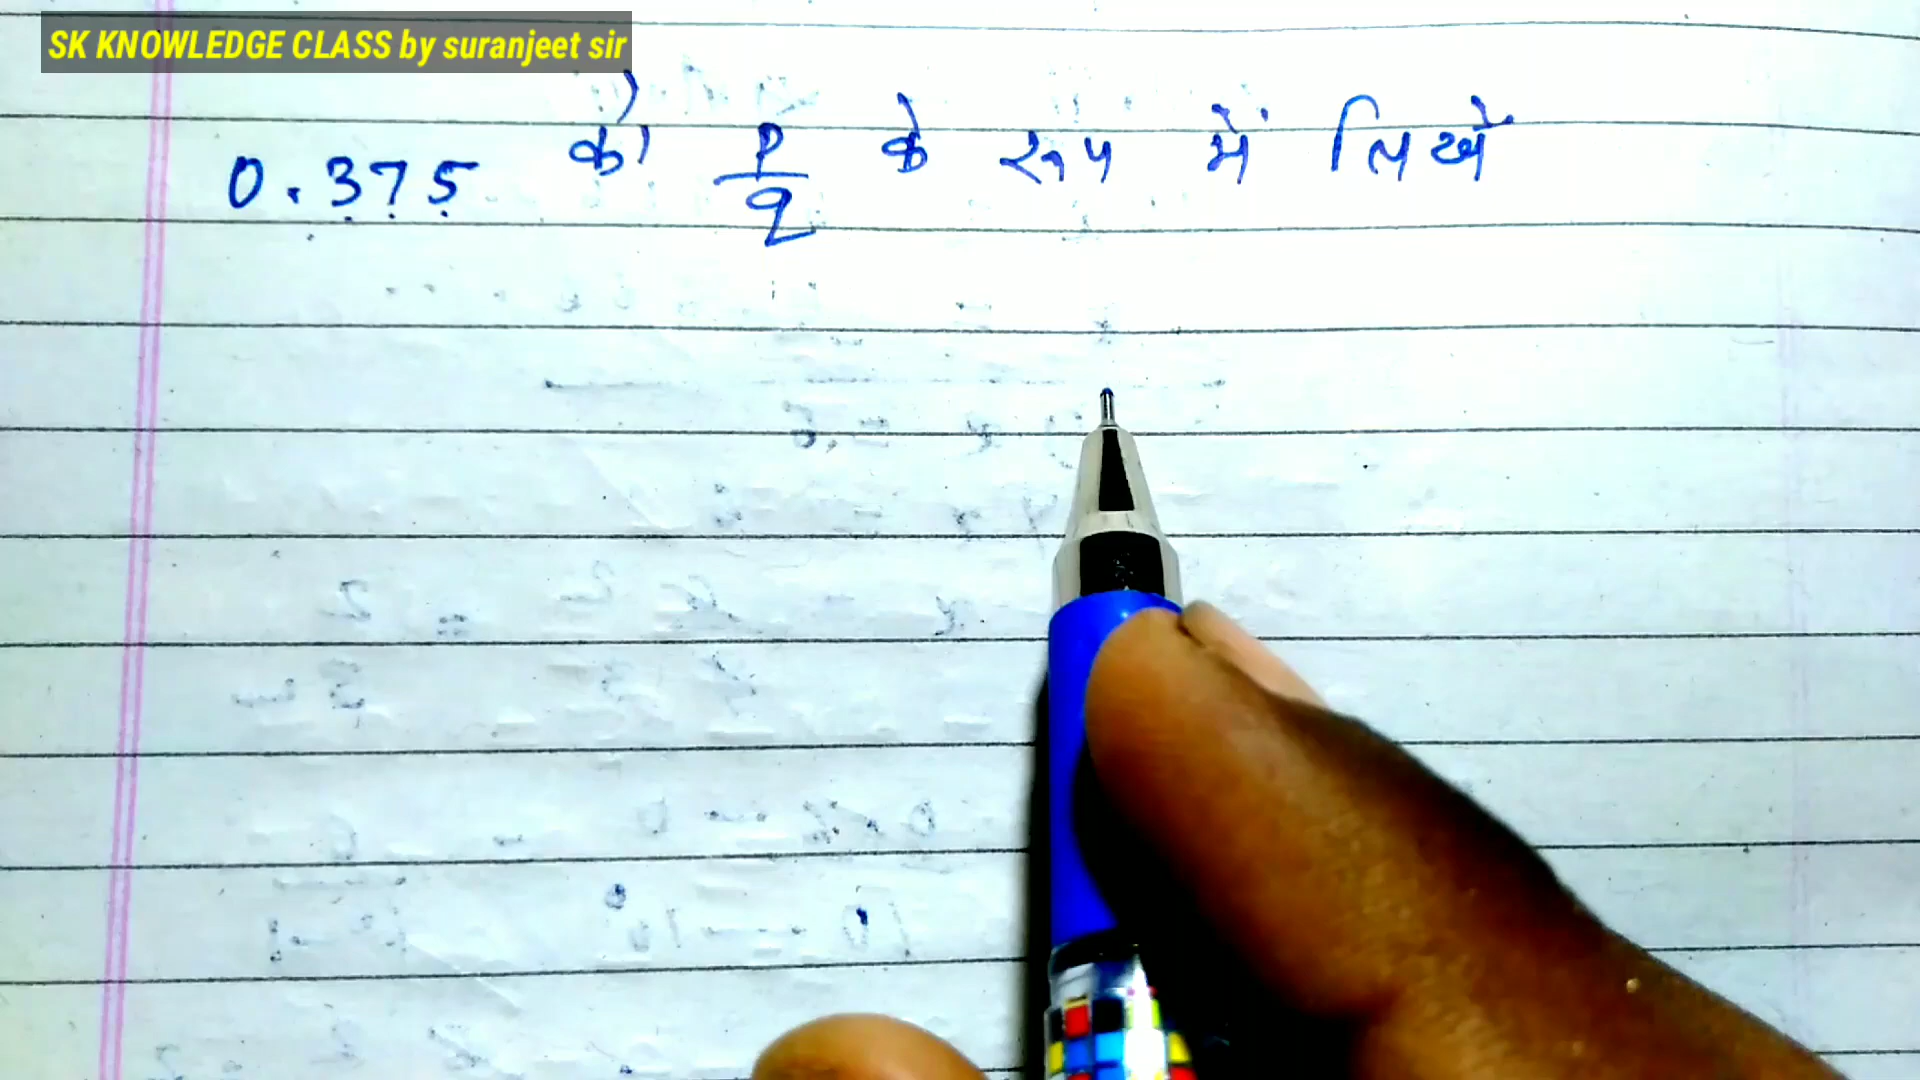 SK KNOWLEDGE CLASS by suranjeet sir
0.375 को p/q के रूप में लिखें